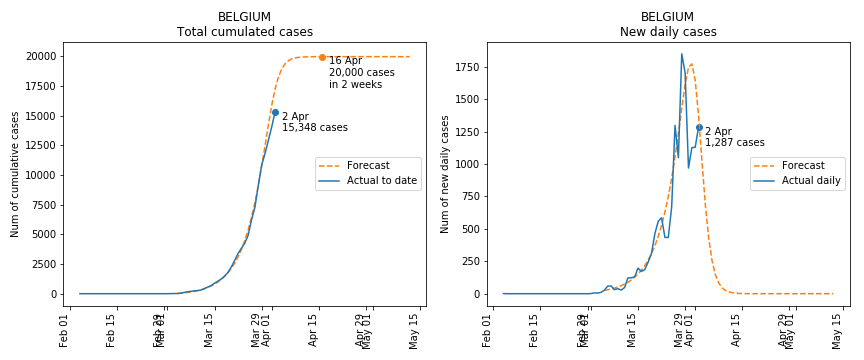 BELGIUM
Total cumulated cases
Num of cumulative cases
20000
17500
15000
12500
10000
7500
5000
2500
0
16 Apr
20,000 cases
in 2 weeks
2 Apr
15,348 cases
Forecast
Actual to date
Feb 01
Feb 15
Feb 29
Mar 01
Mar 15
Mar 29
Apr 01
Apr 15
Apr 29
May 01
May 15
BELGIUM
New daily cases
Num of new daily cases
1750
1500
1250
1000
750
500
250
0
2 Apr
1,287 cases
Forecast
Actual daily
Feb 01
Feb 15
Feb 29
Mar 01
Mar 15
Mar 29
Apr 01
Apr 15
Apr 29
May 01
May 15